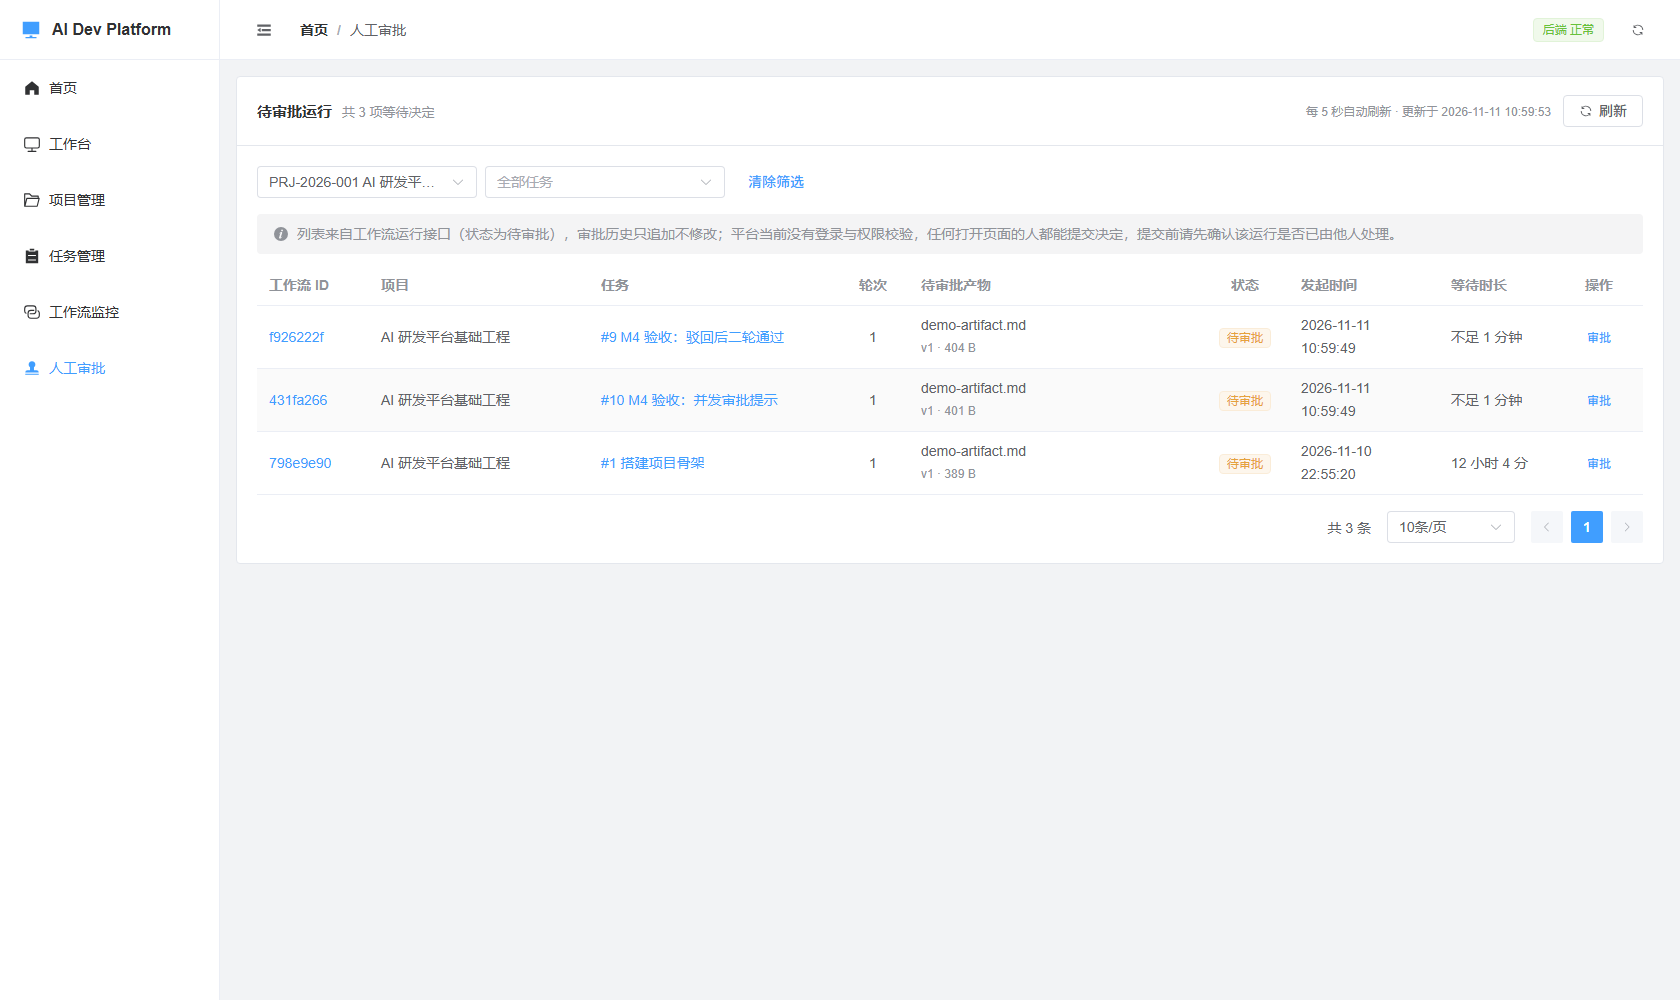 AI Dev Platform
首页 / 人工审批
后端 正常
首页
工作台
项目管理
任务管理
工作流监控
人工审批
待审批运行 共 3 项等待决定
每 5 秒自动刷新 · 更新于 2026-11-11 10:59:53
刷新
PRJ-2026-001 AI 研发平...
全部任务
清除筛选
列表来自工作流运行接口（状态为待审批），审批历史只追加不修改；平台当前没有登录与权限校验，任何打开页面的人都能提交决定，提交前请先确认该运行是否已由他人处理。
工作流 ID 项目 任务 轮次 待审批产物 状态 发起时间 等待时长 操作
f926222f AI 研发平台基础工程 #9 M4 验收：驳回后二轮通过 1 demo-artifact.md v1 · 404 B 待审批 2026-11-11 10:59:49 不足 1 分钟 审批
431fa266 AI 研发平台基础工程 #10 M4 验收：并发审批提示 1 demo-artifact.md v1 · 401 B 待审批 2026-11-11 10:59:49 不足 1 分钟 审批
798e9e90 AI 研发平台基础工程 #1 搭建项目骨架 1 demo-artifact.md v1 · 389 B 待审批 2026-11-10 22:55:20 12 小时 4 分 审批
共 3 条 10条/页 1